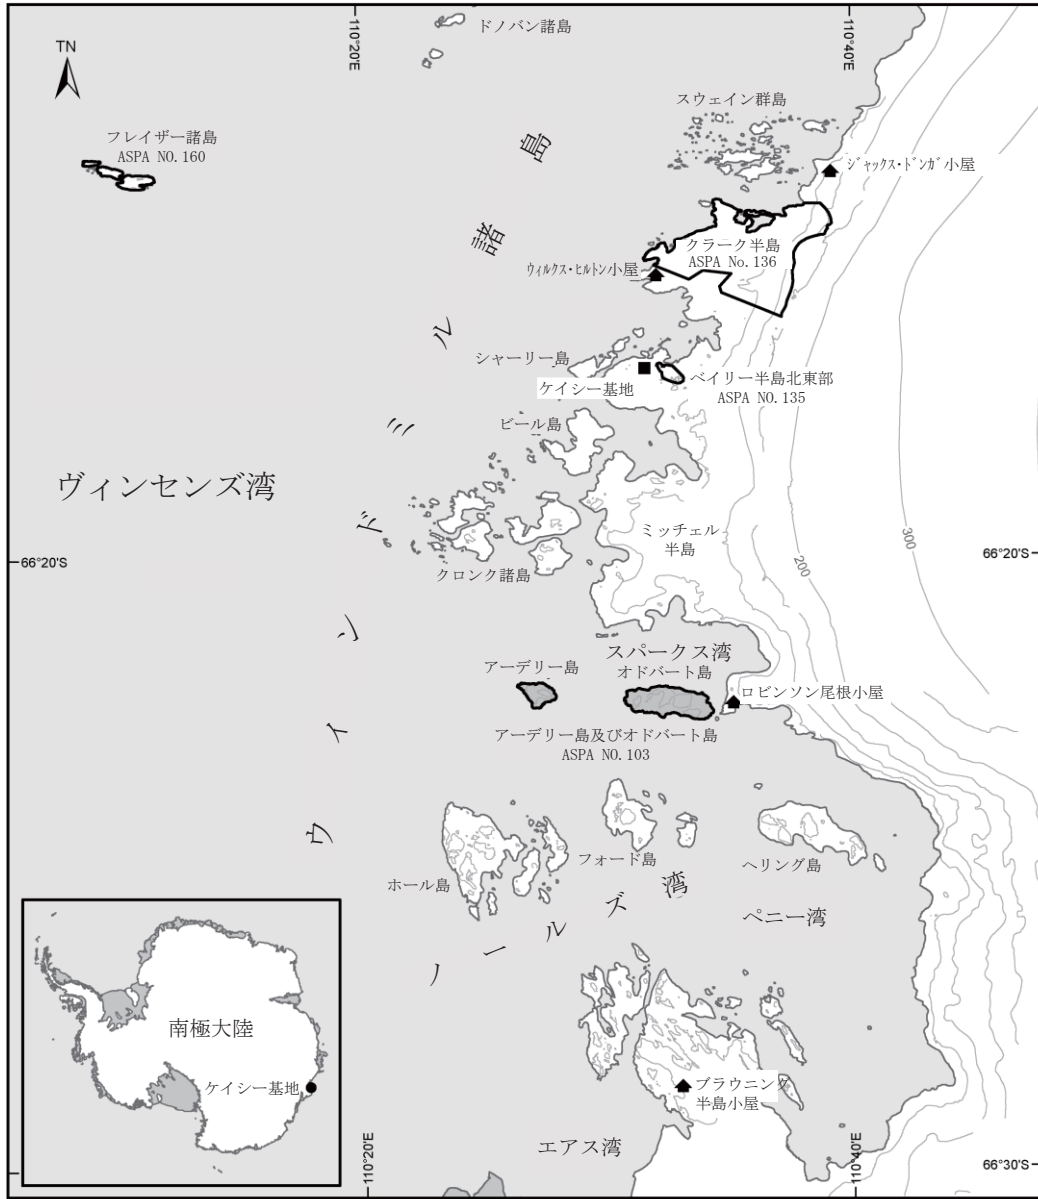 110°20'E
110°40'E
TN
ドノバン諸島
スウェイン群島
フレイザー諸島
ASPA NO.160
ジャックス・ドンガ小屋
クラーク半島
ASPA No.136
ウィルクス・ヒルトン小屋
シャーリー島
ケイシー基地
ベイリー半島北東部
ASPA NO.135
ビール島
ヴィンセンズ湾
ウィンドミル諸島
ミッチェル
半島
300
200
66°20'S
66°20'S
クロンク諸島
スパークス湾
アーデリー島
オドバート島
ロビンソン尾根小屋
アーデリー島及びオドバート島
ASPA NO.103
フォード島
ホール島
ヘリング島
ノールズ湾
ペニー湾
南極大陸
ケイシー基地
ブラウニング
半島小屋
エアス湾
110°20'E
110°40'E
66°30'S